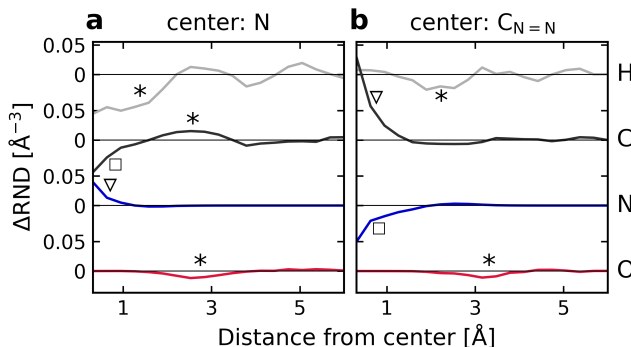 a center: N b center: C_{N=N}
0.05
0 * * H
0.05 * ▽
0 C
0.05 □ ▽
0 N
0.05 □
0 * * O
1 3 5 1 3 5
ΔRND [Å⁻³]
Distance from center [Å]